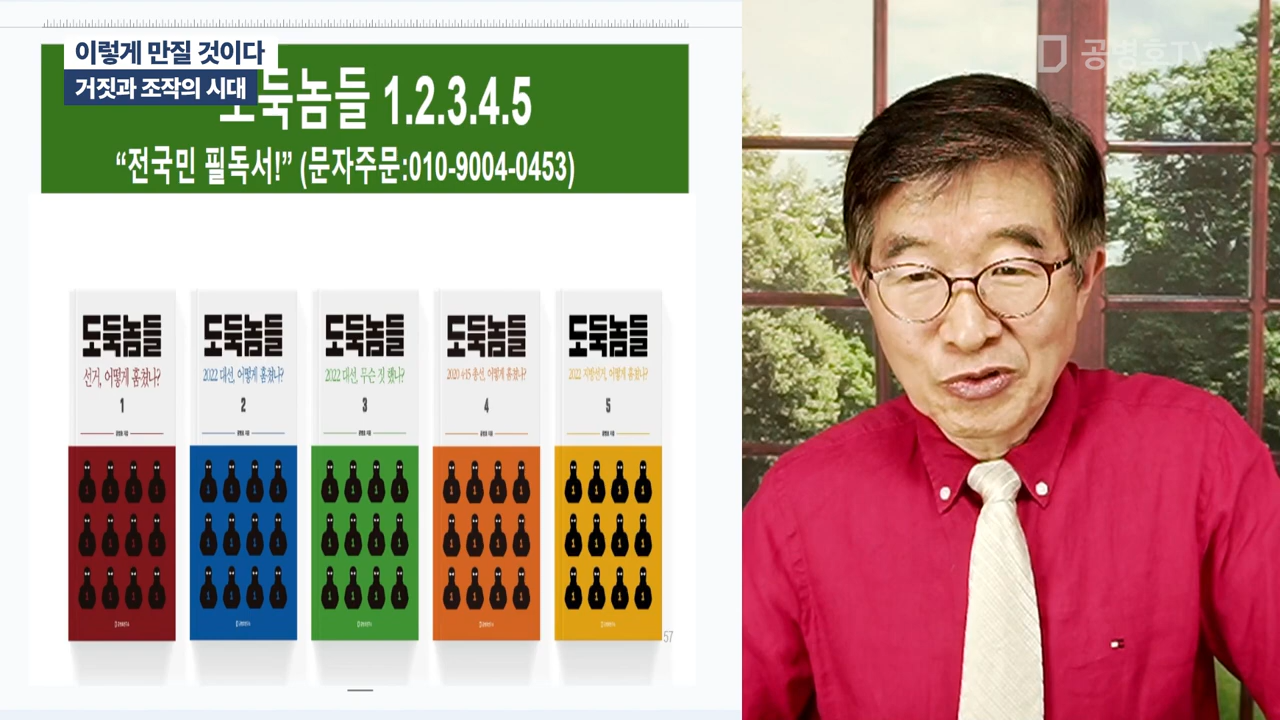 이렇게 만질 것이다
거짓과 조작의 시대
도둑놈들 1.2.3.4.5
“전국민 필독서!” (문자주문:010-9004-0453)
도둑놈들
선거, 어떻게 훔쳤나?
1
도둑놈들
2022 대선, 어떻게 훔쳤나?
2
도둑놈들
2022 대선, 무슨 짓 했나?
3
도둑놈들
2020 4·15 총선, 어떻게 훔쳤나?
4
도둑놈들
2022 지방선거, 어떻게 훔쳤나?
5
57
공병호TV